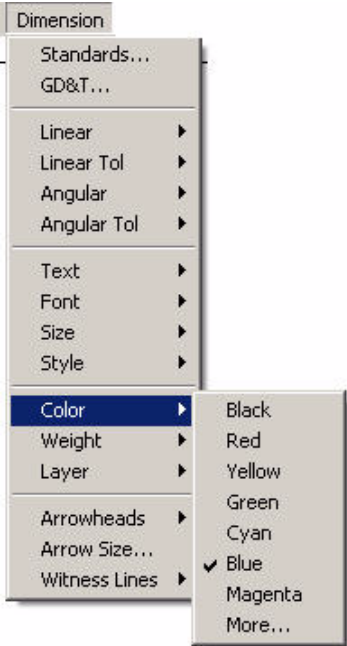 Dimension
Standards...
GD&T...
Linear
Linear Tol
Angular
Angular Tol
Text
Font
Size
Style
Color
Weight
Layer
Arrowheads
Arrow Size...
Witness Lines
Black
Red
Yellow
Green
Cyan
Blue
Magenta
More...